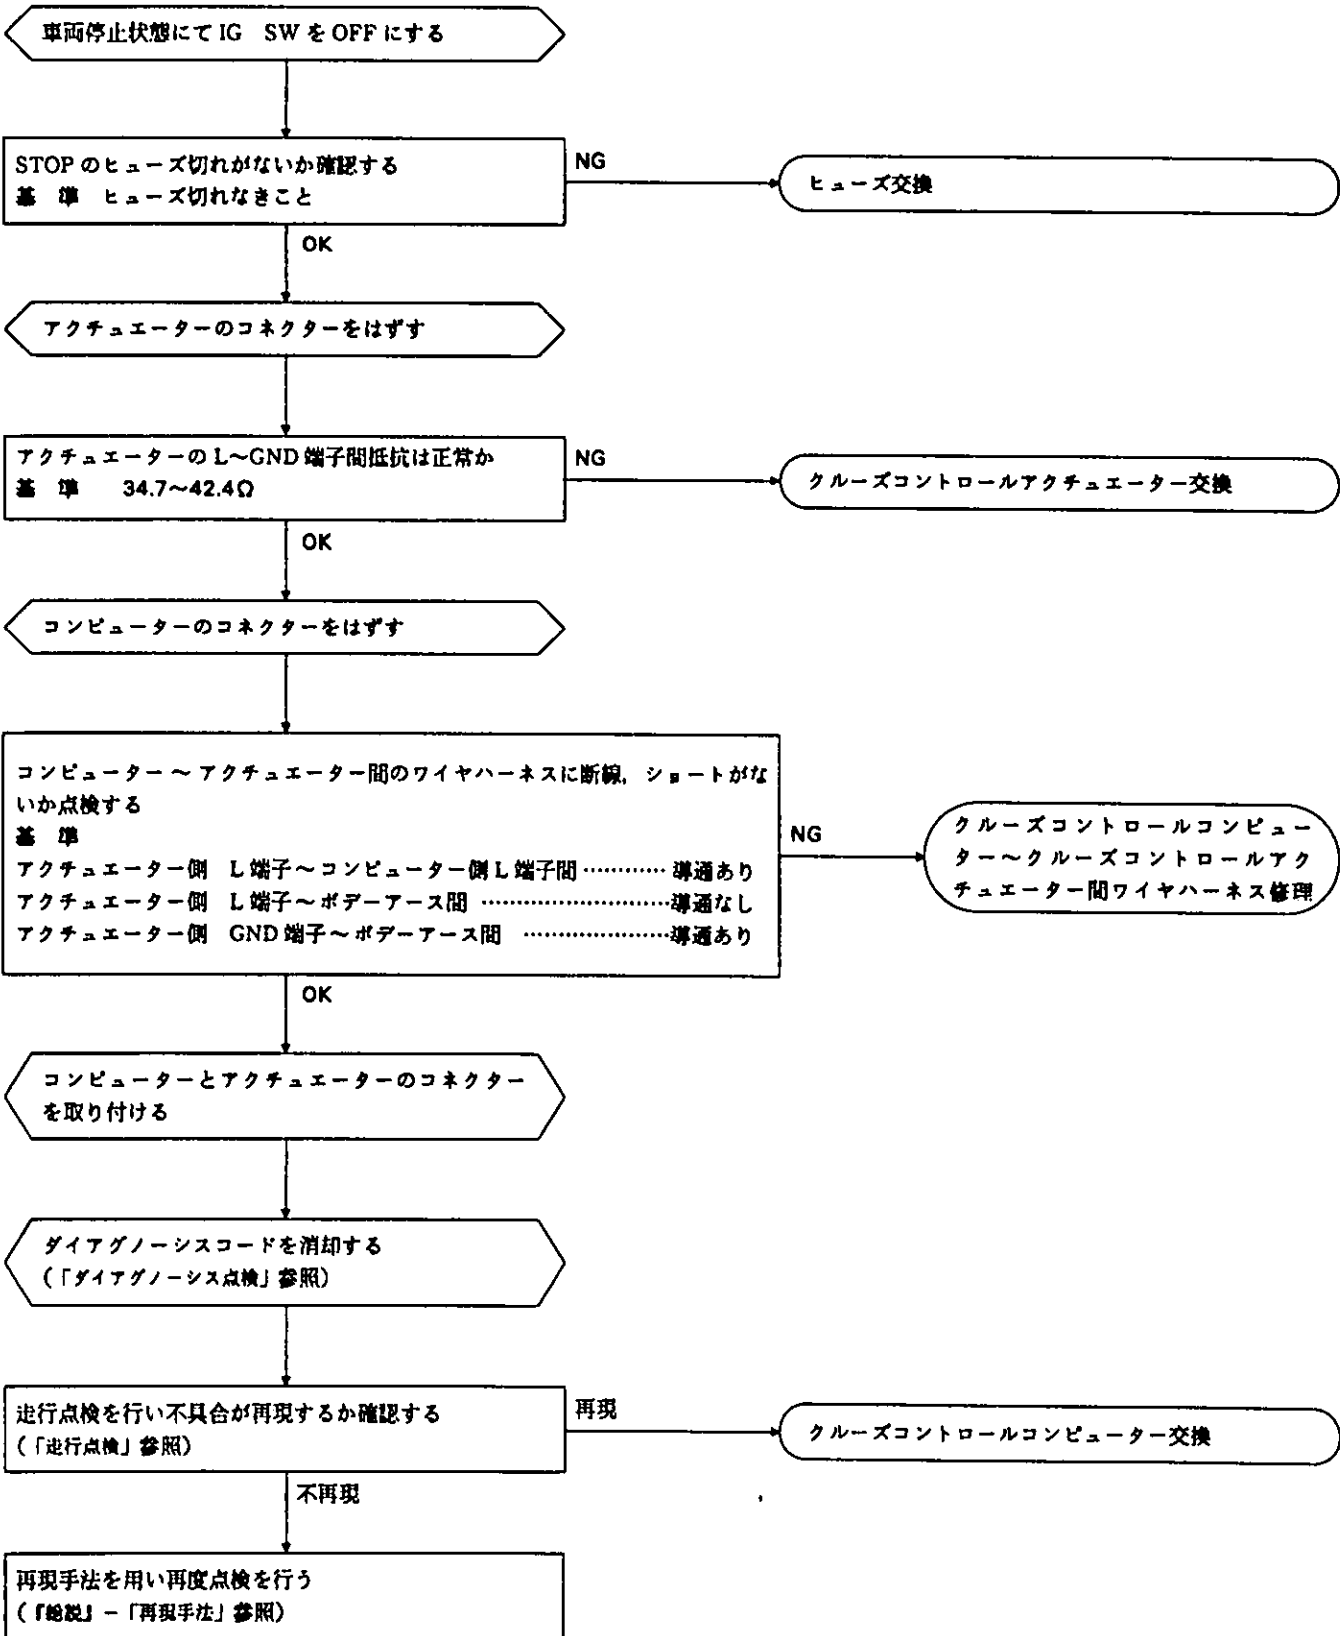 車両停止状態にて IG SW を OFF にする
STOP のヒューズ切れがないか確認する
基 準 ヒューズ切れなきこと
NG
ヒューズ交換
OK
アクチュエーターのコネクターをはずす
アクチュエーターの L～GND 端子間抵抗は正常か
基 準 34.7～42.4Ω
NG
クルーズコントロールアクチュエーター交換
OK
コンピューターのコネクターをはずす
コンピューター ～ アクチュエーター間のワイヤハーネスに断線，ショートがな
いか点検する
基 準
アクチュエーター側 L 端子～コンピューター側 L 端子間 ………… 導通あり
アクチュエーター側 L 端子～ボデーアース間 …………………導通なし
アクチュエーター側 GND 端子～ボデーアース間 ………………導通あり
NG
クルーズコントロールコンピュー
ター～クルーズコントロールアク
チュエーター間ワイヤハーネス修理
OK
コンピューターとアクチュエーターのコネクター
を取り付ける
ダイアグノーシスコードを消却する
（「ダイアグノーシス点検」参照）
走行点検を行い不具合が再現するか確認する
（「走行点検」参照）
再現
クルーズコントロールコンピューター交換
不再現
再現手法を用い再度点検を行う
（『総説』－「再現手法」参照）